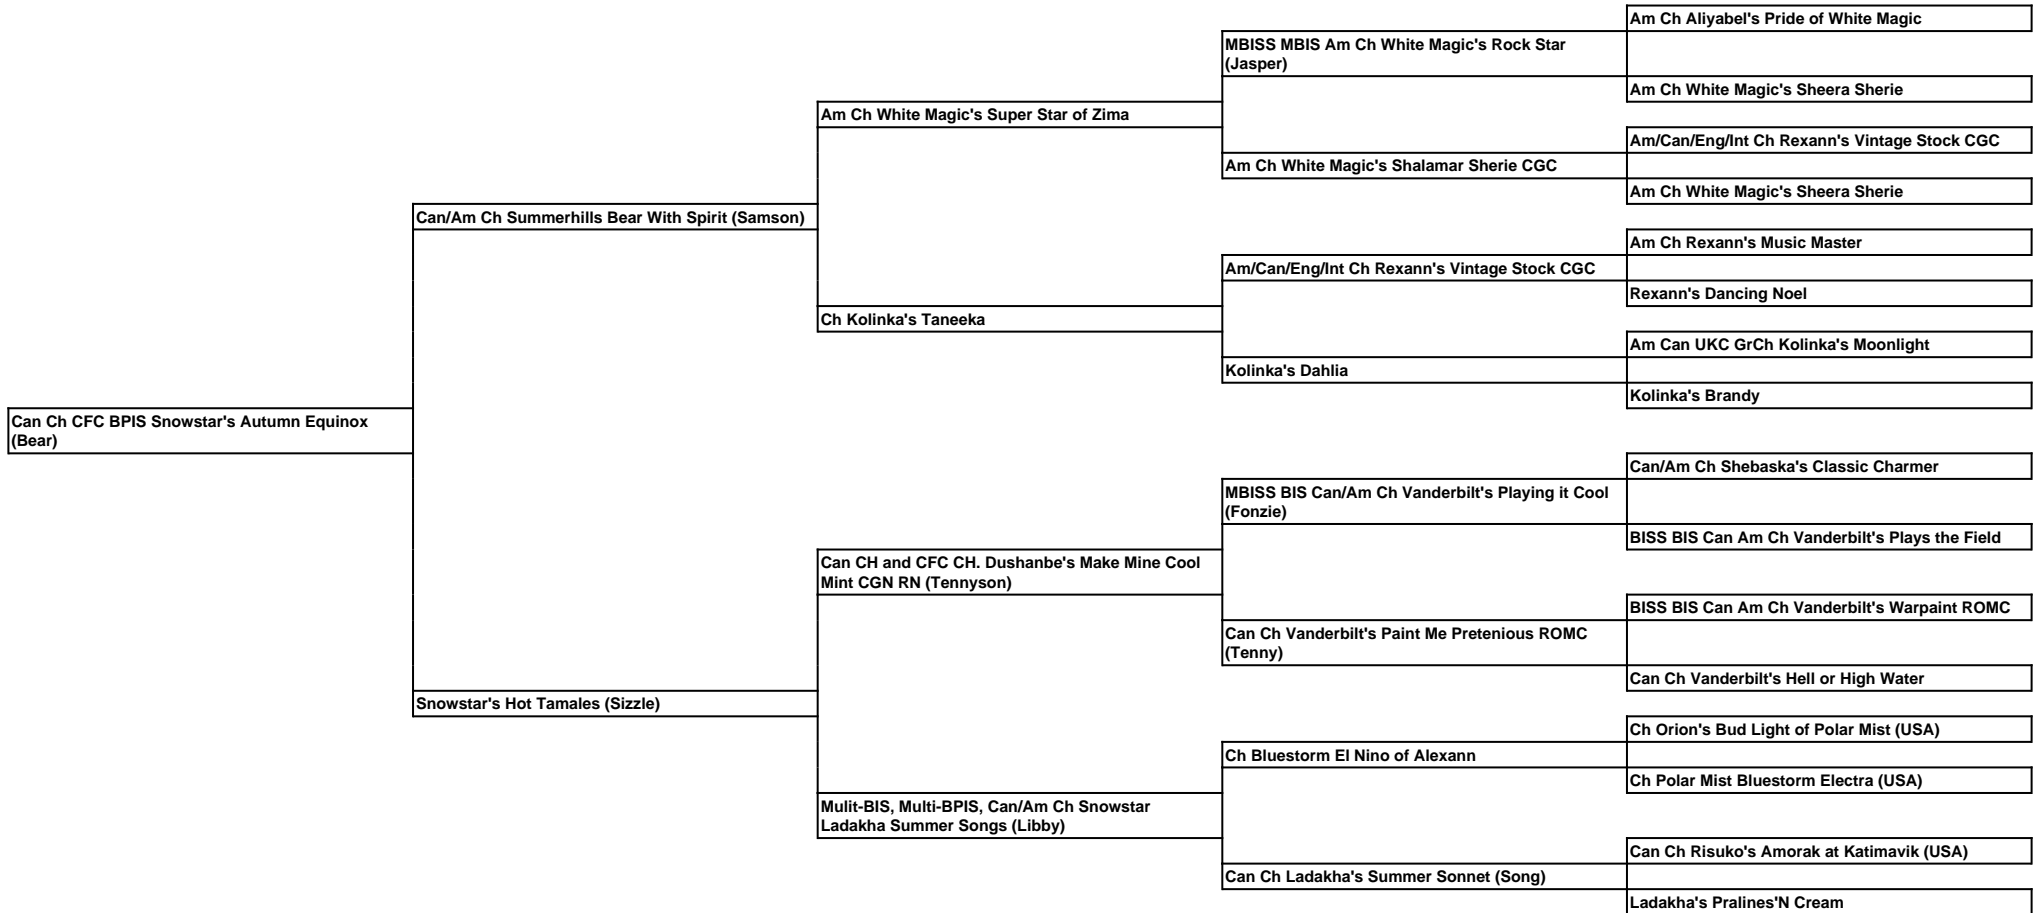 Am Ch Aliyabel's Pride of White Magic
MBISS MBIS Am Ch White Magic's Rock Star
(Jasper)
Am Ch White Magic's Sheera Sherie
Am Ch White Magic's Super Star of Zima
Am/Can/Eng/Int Ch Rexann's Vintage Stock CGC
Am Ch White Magic's Shalamar Sherie CGC
Am Ch White Magic's Sheera Sherie
Can/Am Ch Summerhills Bear With Spirit (Samson)
Am Ch Rexann's Music Master
Am/Can/Eng/Int Ch Rexann's Vintage Stock CGC
Rexann's Dancing Noel
Ch Kolinka's Taneeka
Am Can UKC GrCh Kolinka's Moonlight
Kolinka's Dahlia
Kolinka's Brandy
Can Ch CFC BPIS Snowstar's Autumn Equinox
(Bear)
Can/Am Ch Shebaska's Classic Charmer
MBISS BIS Can/Am Ch Vanderbilt's Playing it Cool
(Fonzie)
BISS BIS Can Am Ch Vanderbilt's Plays the Field
Can CH and CFC CH. Dushanbe's Make Mine Cool
Mint CGN RN (Tennyson)
BISS BIS Can Am Ch Vanderbilt's Warpaint ROMC
Can Ch Vanderbilt's Paint Me Pretenious ROMC
(Tenny)
Can Ch Vanderbilt's Hell or High Water
Snowstar's Hot Tamales (Sizzle)
Ch Orion's Bud Light of Polar Mist (USA)
Ch Bluestorm El Nino of Alexann
Ch Polar Mist Bluestorm Electra (USA)
Mulit-BIS, Multi-BPIS, Can/Am Ch Snowstar
Ladakha Summer Songs (Libby)
Can Ch Risuko's Amorak at Katimavik (USA)
Can Ch Ladakha's Summer Sonnet (Song)
Ladakha's Pralines'N Cream